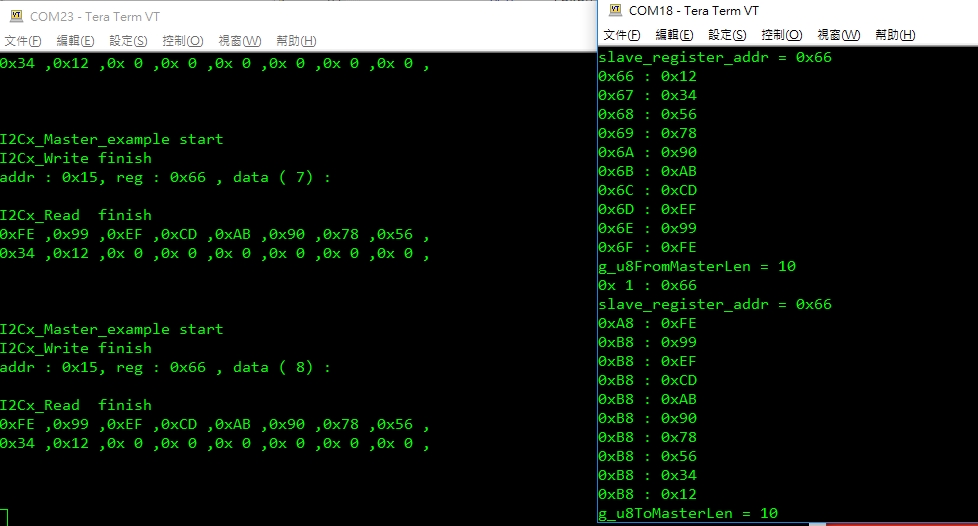 COM23 - Tera Term VT
文件(F) 編輯(E) 設定(S) 控制(O) 視窗(W) 幫助(H)
0x34 ,0x12 ,0x 0 ,0x 0 ,0x 0 ,0x 0 ,0x 0 ,0x 0 ,
I2Cx_Master_example start
I2Cx_Write finish
addr : 0x15, reg : 0x66 , data ( 7) :
I2Cx_Read  finish
0xFE ,0x99 ,0xEF ,0xCD ,0xAB ,0x90 ,0x78 ,0x56 ,
0x34 ,0x12 ,0x 0 ,0x 0 ,0x 0 ,0x 0 ,0x 0 ,0x 0 ,
I2Cx_Master_example start
I2Cx_Write finish
addr : 0x15, reg : 0x66 , data ( 8) :
I2Cx_Read  finish
0xFE ,0x99 ,0xEF ,0xCD ,0xAB ,0x90 ,0x78 ,0x56 ,
0x34 ,0x12 ,0x 0 ,0x 0 ,0x 0 ,0x 0 ,0x 0 ,0x 0 ,
COM18 - Tera Term VT
文件(F) 編輯(E) 設定(S) 控制(O) 視窗(W) 幫助(H)
slave_register_addr = 0x66
0x66 : 0x12
0x67 : 0x34
0x68 : 0x56
0x69 : 0x78
0x6A : 0x90
0x6B : 0xAB
0x6C : 0xCD
0x6D : 0xEF
0x6E : 0x99
0x6F : 0xFE
g_u8FromMasterLen = 10
0x 1 : 0x66
slave_register_addr = 0x66
0xA8 : 0xFE
0xB8 : 0x99
0xB8 : 0xEF
0xB8 : 0xCD
0xB8 : 0xAB
0xB8 : 0x90
0xB8 : 0x78
0xB8 : 0x56
0xB8 : 0x34
0xB8 : 0x12
g_u8ToMasterLen = 10